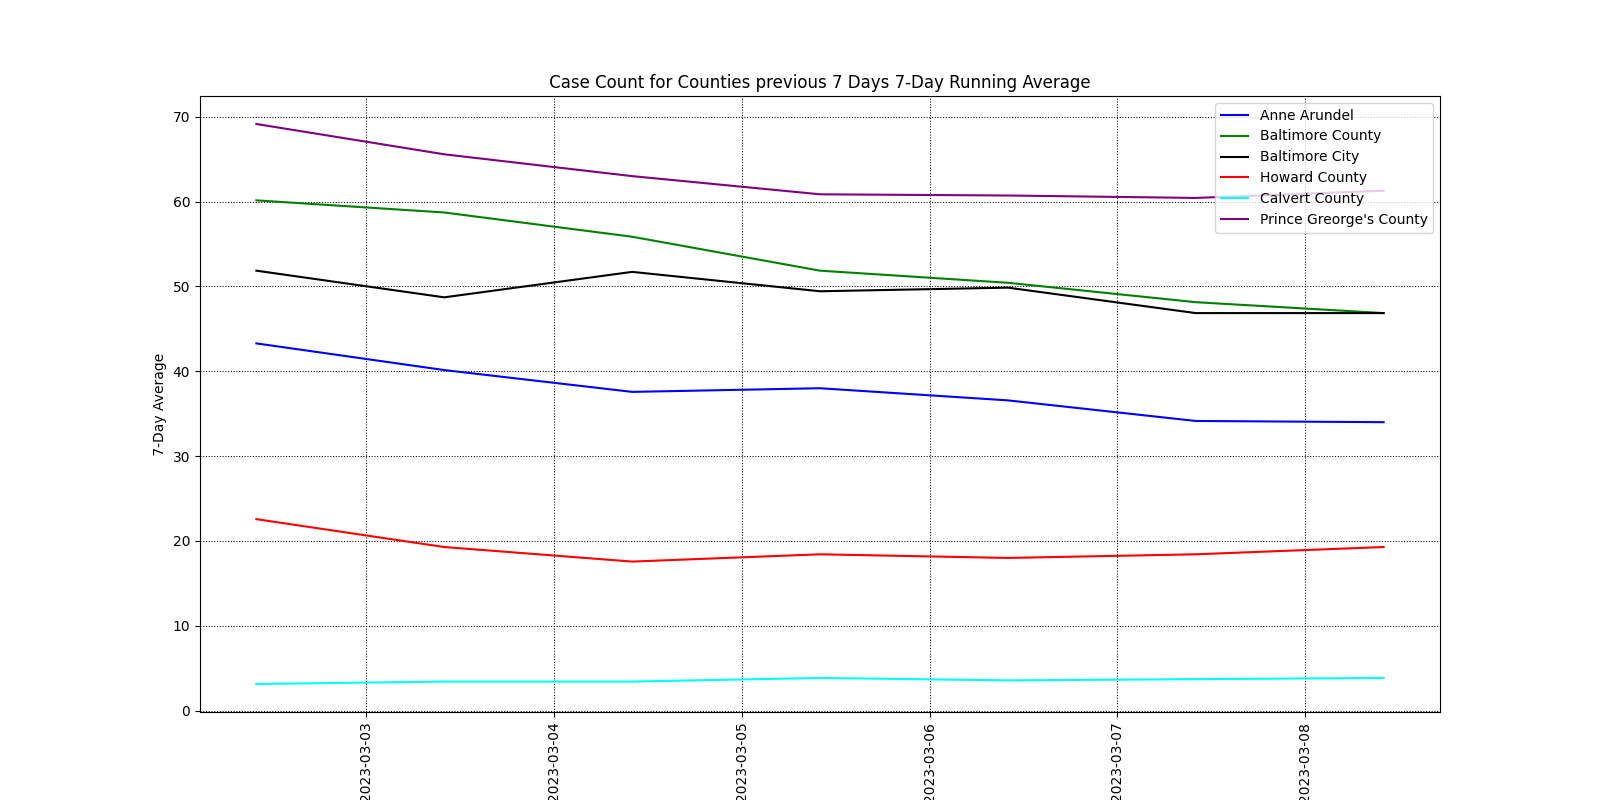 Case Count for Counties previous 7 Days 7-Day Running Average
7-Day Average
70
60
50
40
30
20
10
0
Anne Arundel
Baltimore County
Baltimore City
Howard County
Calvert County
Prince Greorge's County
2023-03-03
2023-03-04
2023-03-05
2023-03-06
2023-03-07
2023-03-08